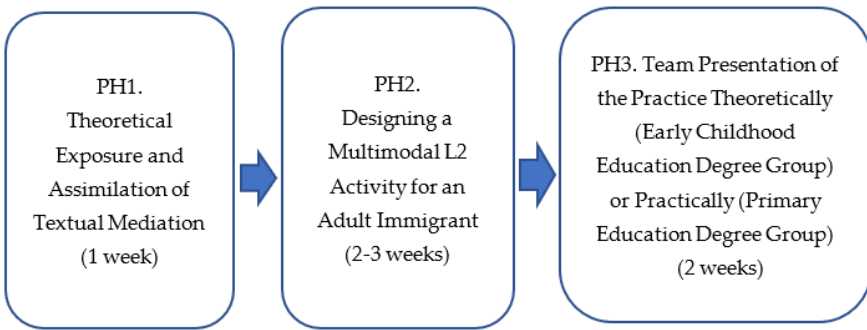 PH1.
Theoretical
Exposure and
Assimilation of
Textual Mediation
(1 week)
PH2.
Designing a
Multimodal L2
Activity for an
Adult Immigrant
(2-3 weeks)
PH3. Team Presentation of
the Practice Theoretically
(Early Childhood
Education Degree Group)
or Practically (Primary
Education Degree Group)
(2 weeks)